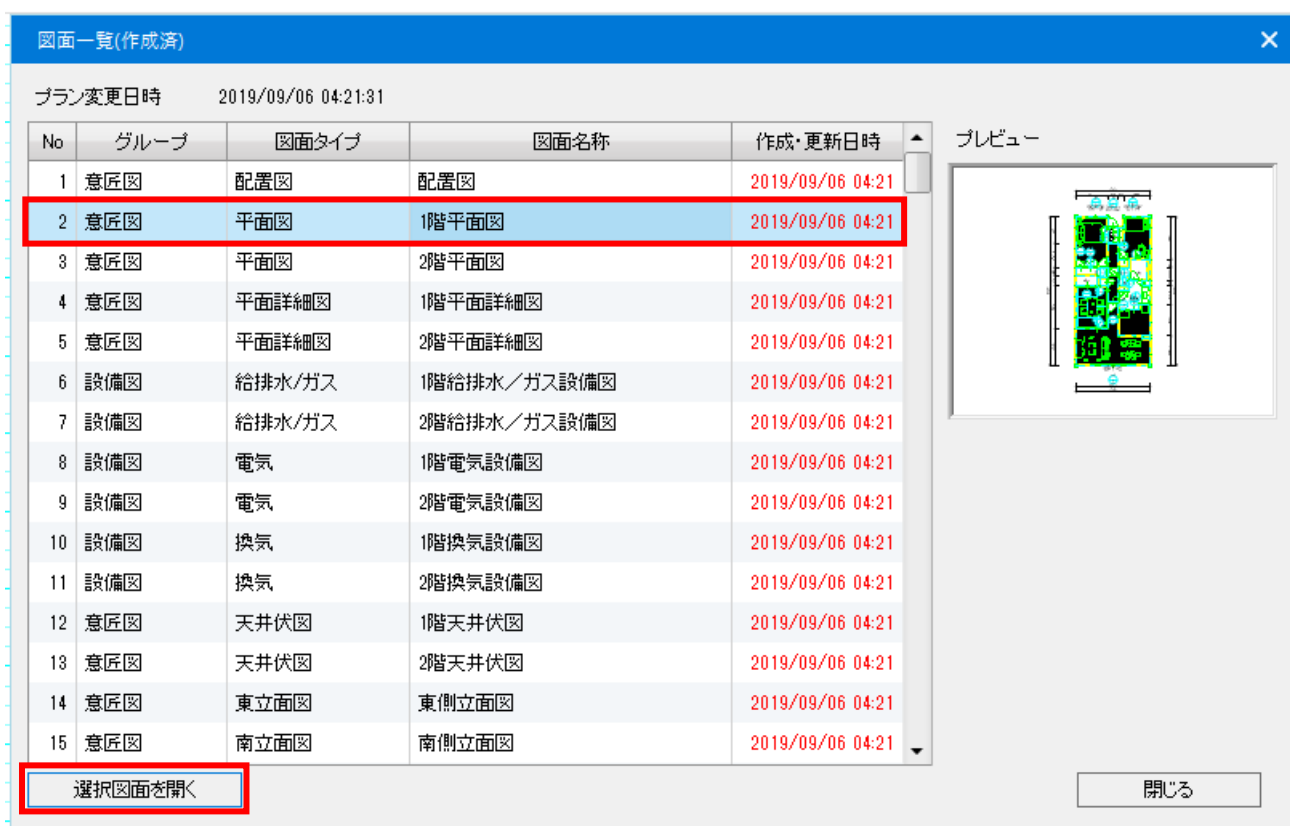 図面一覧(作成済)
プラン変更日時 2019/09/06 04:21:31
No グループ 図面タイプ 図面名称 作成・更新日時 プレビュー
1 意匠図 配置図 配置図 2019/09/06 04:21
2 意匠図 平面図 1階平面図 2019/09/06 04:21
3 意匠図 平面図 2階平面図 2019/09/06 04:21
4 意匠図 平面詳細図 1階平面詳細図 2019/09/06 04:21
5 意匠図 平面詳細図 2階平面詳細図 2019/09/06 04:21
6 設備図 給排水/ガス 1階給排水／ガス設備図 2019/09/06 04:21
7 設備図 給排水/ガス 2階給排水／ガス設備図 2019/09/06 04:21
8 設備図 電気 1階電気設備図 2019/09/06 04:21
9 設備図 電気 2階電気設備図 2019/09/06 04:21
10 設備図 換気 1階換気設備図 2019/09/06 04:21
11 設備図 換気 2階換気設備図 2019/09/06 04:21
12 意匠図 天井伏図 1階天井伏図 2019/09/06 04:21
13 意匠図 天井伏図 2階天井伏図 2019/09/06 04:21
14 意匠図 東立面図 東側立面図 2019/09/06 04:21
15 意匠図 南立面図 南側立面図 2019/09/06 04:21
選択図面を開く 閉じる